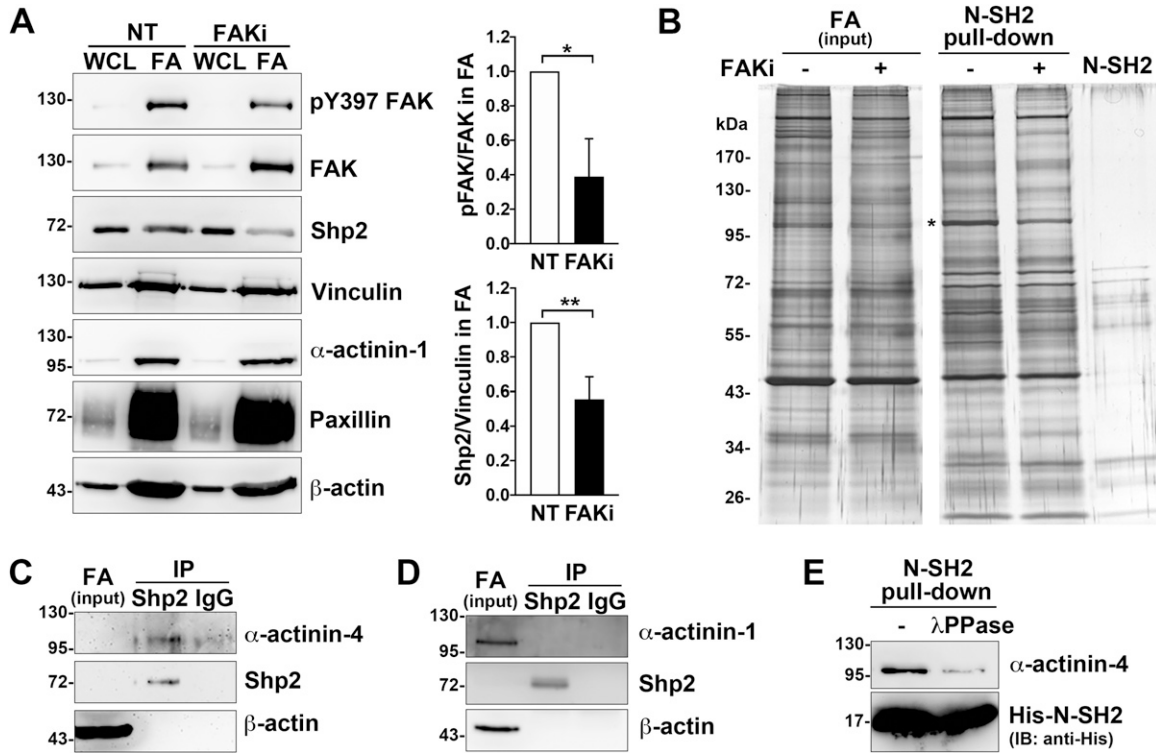 A
NT FAKi
WCL FA WCL FA
130- pY397 FAK
130- FAK
72- Shp2
130- Vinculin
95- α-actinin-1
72- Paxillin
43- β-actin
pFAK/FAK in FA
1.2
1.0
0.8
0.6
0.4
0.2
0.0
*
NT FAKi
Shp2/Vinculin in FA
1.2
1.0
0.8
0.6
0.4
0.2
0.0
**
NT FAKi
B
FA
(input)
N-SH2
pull-down
FAKi - + - + N-SH2
kDa
170-
130-
95-
72-
55-
43-
34-
26-
*
C
FA
(input)
IP
Shp2 IgG
130-
95-
α-actinin-4
72- Shp2
43- β-actin
D
FA
(input)
IP
Shp2 IgG
130-
95-
α-actinin-1
72- Shp2
43- β-actin
E
N-SH2
pull-down
- λPPase
130-
95-
α-actinin-4
17- His-N-SH2
(IB: anti-His)